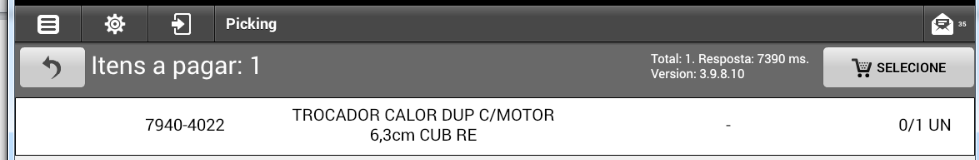 Picking
35
Itens a pagar: 1
Total: 1. Resposta: 7390 ms.
Version: 3.9.8.10
SELECIONE
7940-4022
TROCADOR CALOR DUP C/MOTOR
6,3cm CUB RE
-
0/1 UN